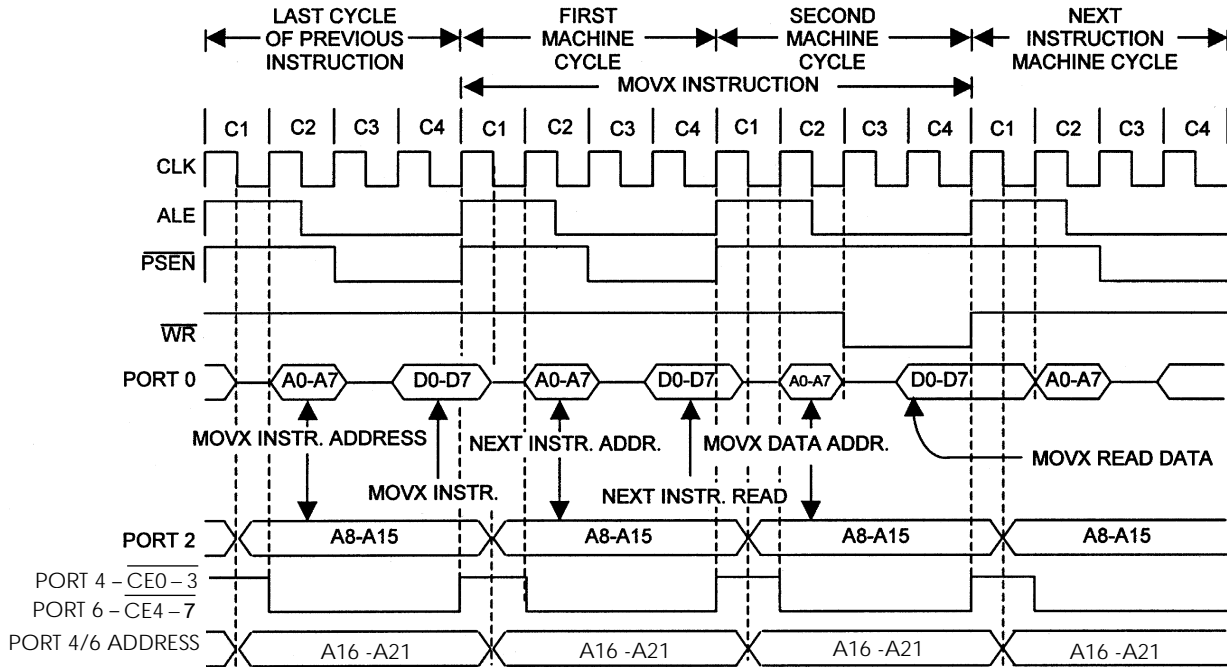 LAST CYCLE OF PREVIOUS INSTRUCTION
FIRST MACHINE CYCLE
SECOND MACHINE CYCLE
NEXT INSTRUCTION MACHINE CYCLE
MOVX INSTRUCTION
C1 C2 C3 C4 C1 C2 C3 C4 C1 C2 C3 C4 C1 C2 C3 C4
CLK
ALE
PSEN
WR
PORT 0 A0-A7 D0-D7 A0-A7 D0-D7 A0-A7 D0-D7 A0-A7
MOVX INSTR. ADDRESS NEXT INSTR. ADDR. MOVX DATA ADDR.
MOVX READ DATA
MOVX INSTR. NEXT INSTR. READ
PORT 2 A8-A15 A8-A15 A8-A15 A8-A15
PORT 4 – CE0 – 3
PORT 6 – CE4 – 7
PORT 4/6 ADDRESS A16 -A21 A16 -A21 A16 -A21 A16 -A21